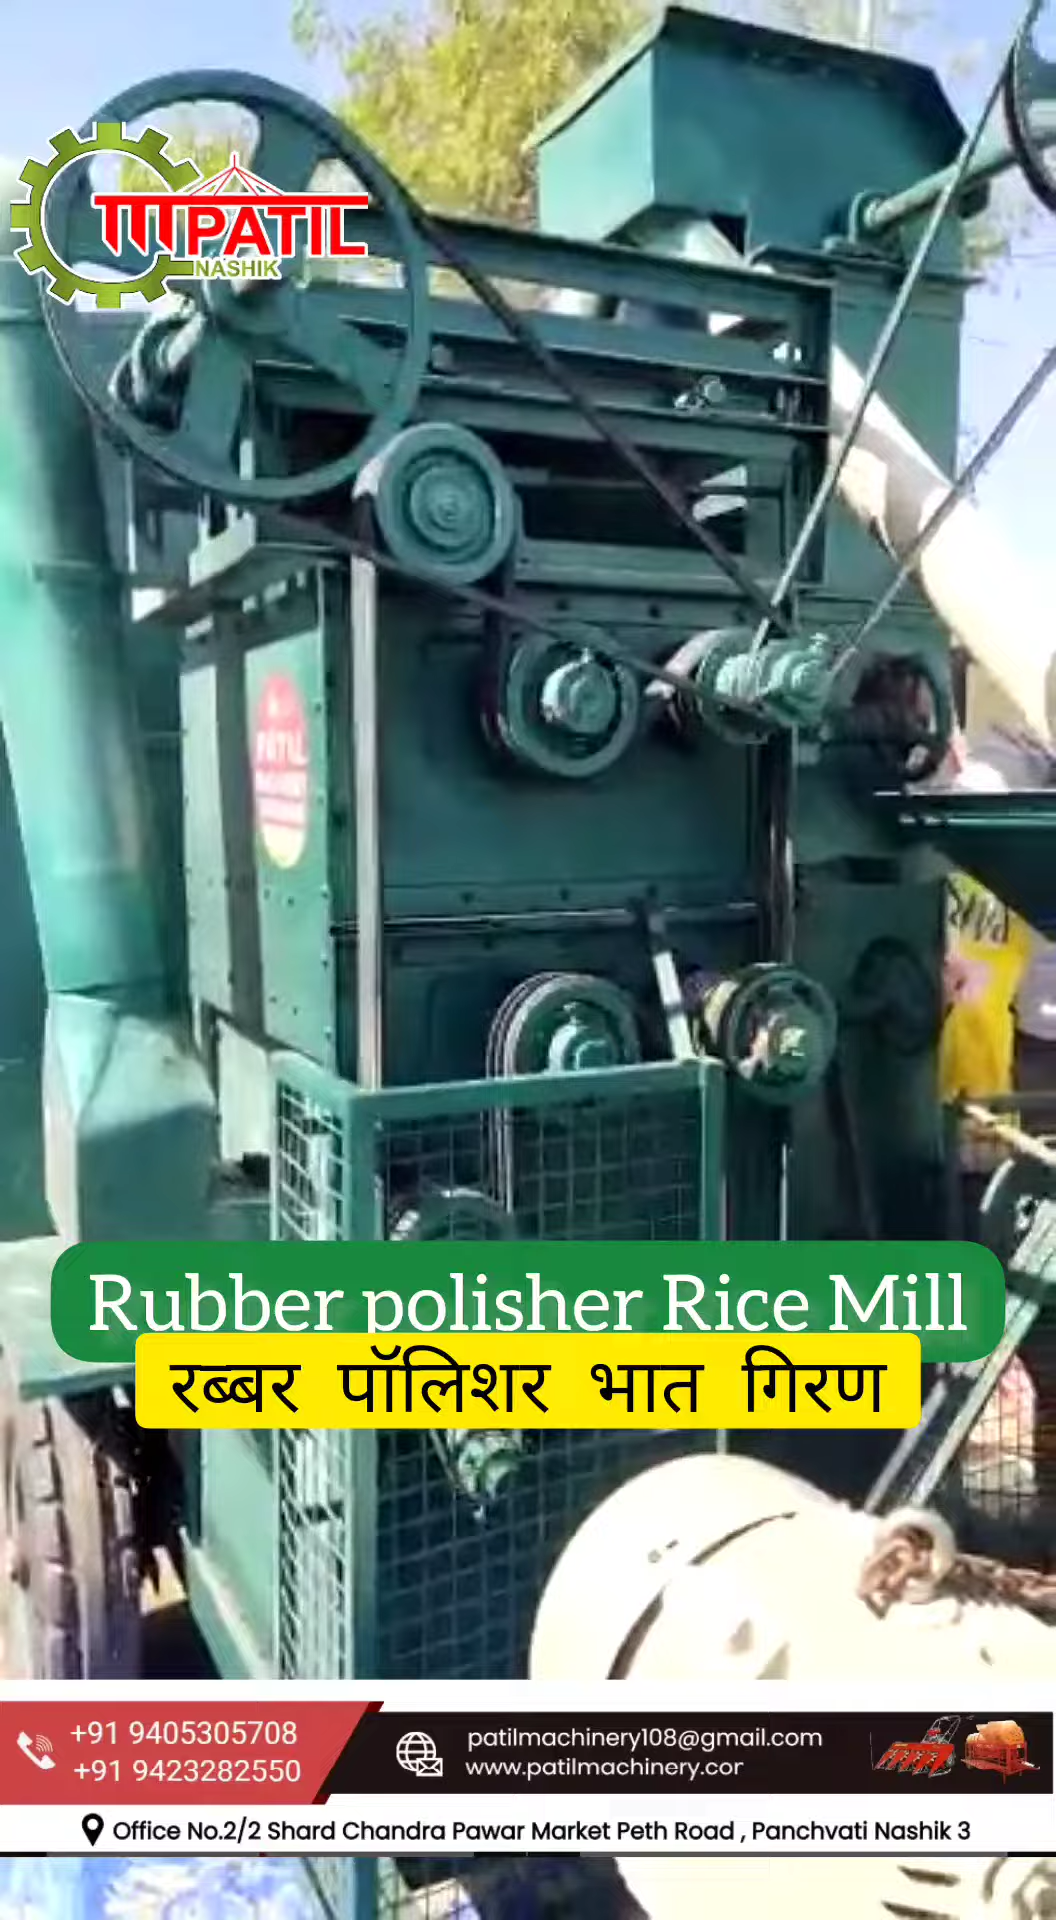 PATIL
NASHIK
PATIL
Rubber polisher Rice Mill
रब्बर पॉलिशर भात गिरण
+91 9405305708
+91 9423282550
patilmachinery108@gmail.com
www.patilmachinery.cor
Office No.2/2 Shard Chandra Pawar Market Peth Road , Panchvati Nashik 3